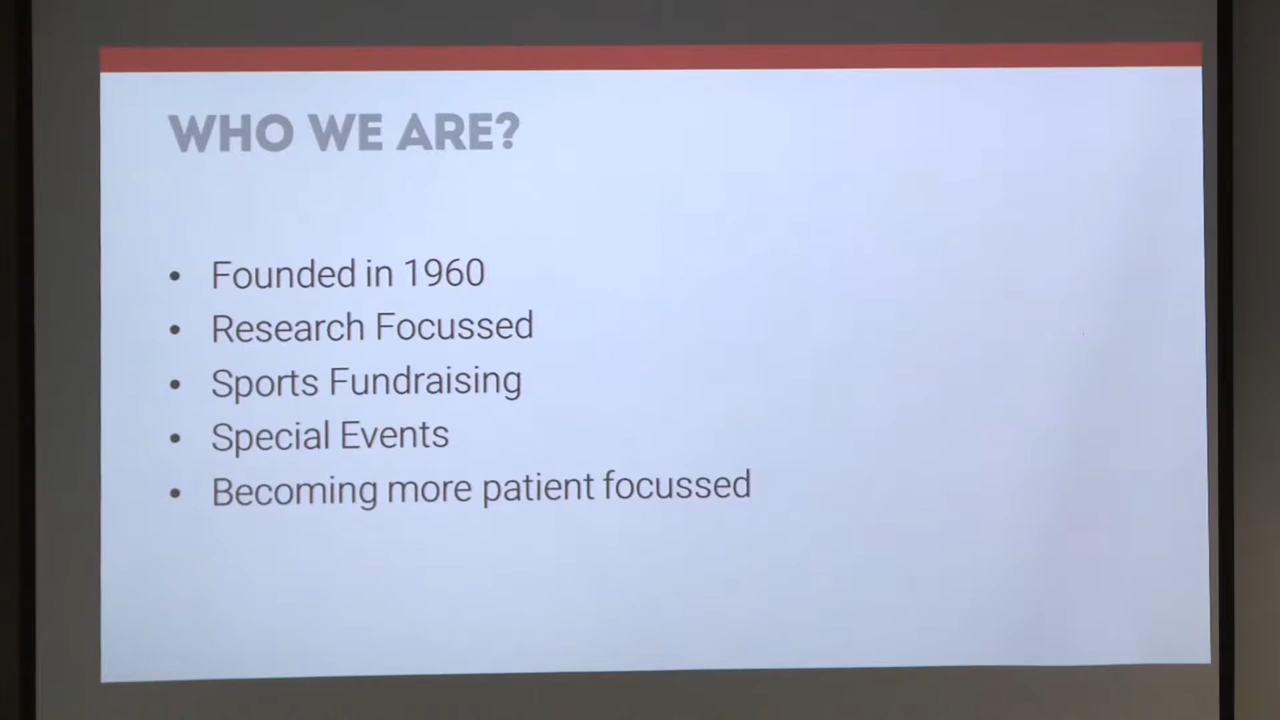 WHO WE ARE?
• Founded in 1960
• Research Focussed
• Sports Fundraising
• Special Events
• Becoming more patient focussed